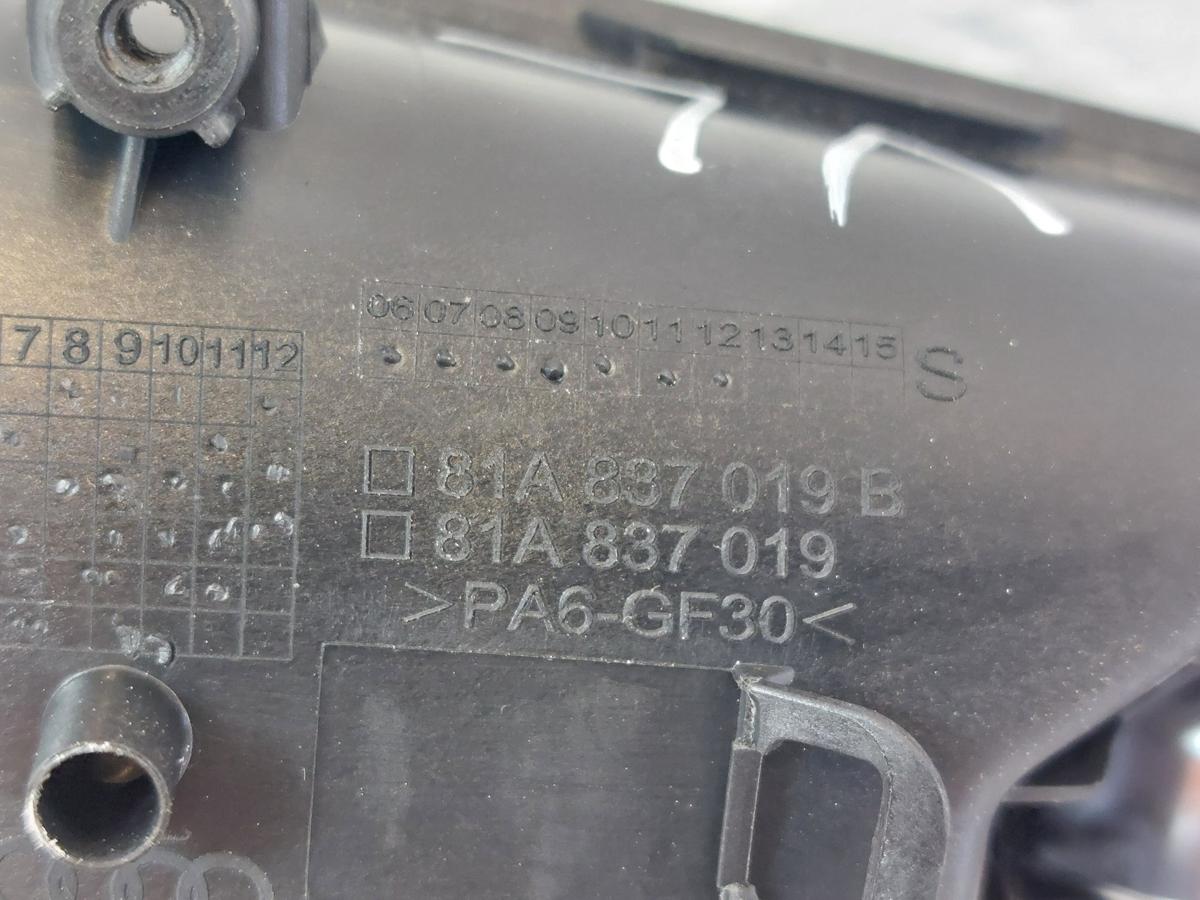 06 07 08 09 10 11 12 13 14 15
S
7 8 9 10 11 12
81A 837 019 B
81A 837 019
>PA6-GF30<